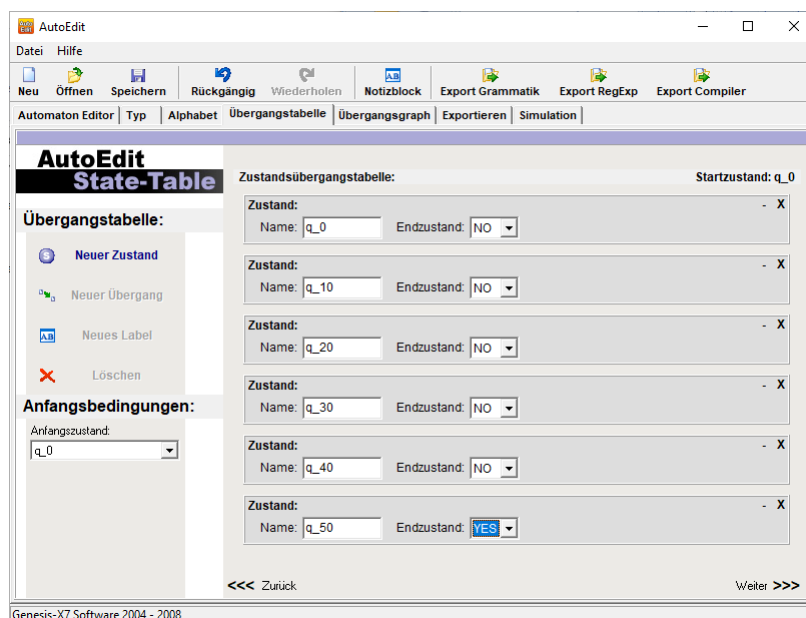 AutoEdit
Datei Hilfe
Neu Öffnen Speichern Rückgängig Wiederholen Notizblock Export Grammatik Export RegExp Export Compiler
Automaton Editor Typ Alphabet Übergangstabelle Übergangsgraph Exportieren Simulation
AutoEdit
State-Table
Übergangstabelle:
Neuer Zustand
Neuer Übergang
Neues Label
Löschen
Anfangsbedingungen:
Anfangszustand:
q_0
Zustandsübergangstabelle: Startzustand: q_0
Zustand: - X
Name: q_0 Endzustand: NO
Zustand: - X
Name: q_10 Endzustand: NO
Zustand: - X
Name: q_20 Endzustand: NO
Zustand: - X
Name: q_30 Endzustand: NO
Zustand: - X
Name: q_40 Endzustand: NO
Zustand: - X
Name: q_50 Endzustand: YES
<<< Zurück Weiter >>>
Genesis-X7 Software 2004 - 2008